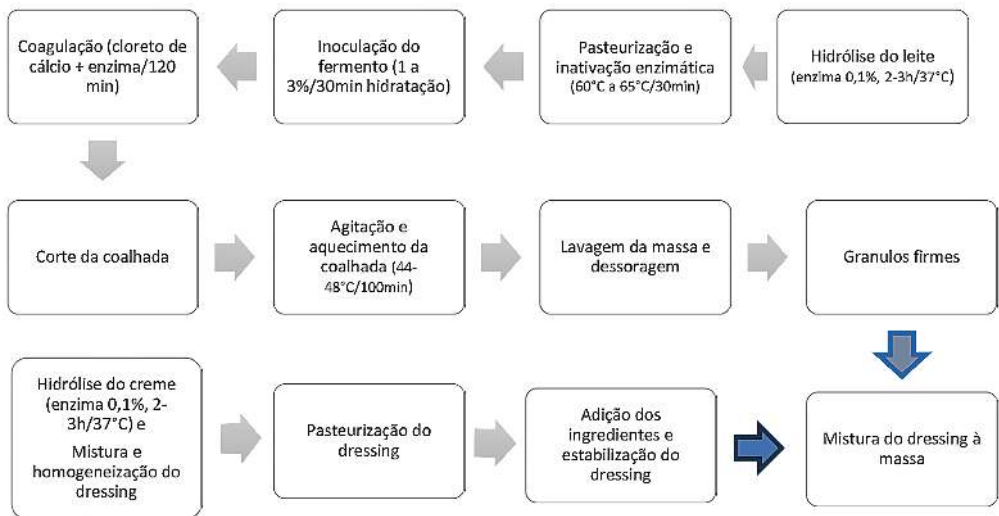 Coagulação (cloreto de
cálcio + enzima/120
min)
Inoculação do
fermento (1 a
3%/30min hidratação)
Pasteurização e
inativação enzimática
(60°C a 65°C/30min)
Hidrólise do leite
(enzima 0,1%, 2-3h/37°C)
Corte da coalhada
Agitação e
aquecimento da
coalhada (44-
48°C/100min)
Lavagem da massa e
dessoragem
Granulos firmes
Hidrólise do creme
(enzima 0,1%, 2-
3h/37°C) e
Mistura e
homogeneização do
dressing
Pasteurização do
dressing
Adição dos
ingredientes e
estabilização do
dressing
Mistura do dressing à
massa